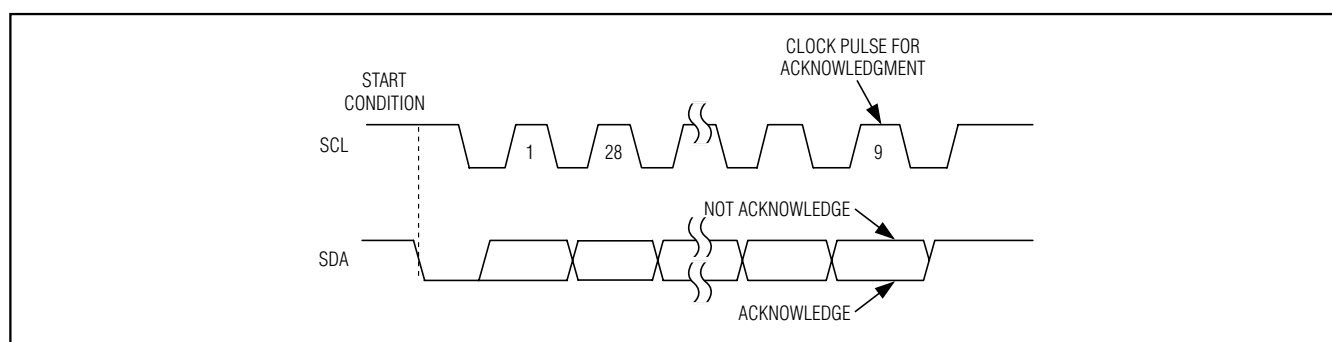 CLOCK PULSE FOR
ACKNOWLEDGMENT
START
CONDITION
SCL
1
28
9
NOT ACKNOWLEDGE
SDA
ACKNOWLEDGE